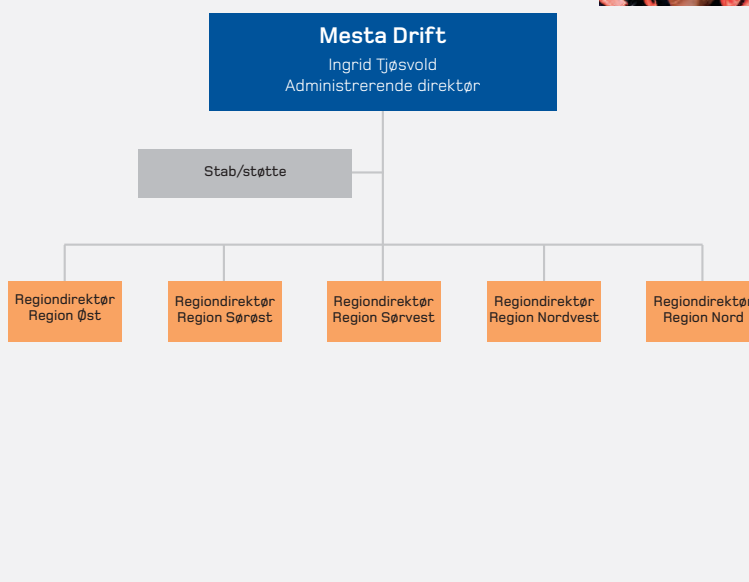 Mesta Drift
Ingrid Tjøsvold
Administrerende direktør
Stab/støtte
Regiondirektør
Region Øst
Regiondirektør
Region Sørøst
Regiondirektør
Region Sørvest
Regiondirektør
Region Nordvest
Regiondirektør
Region Nord